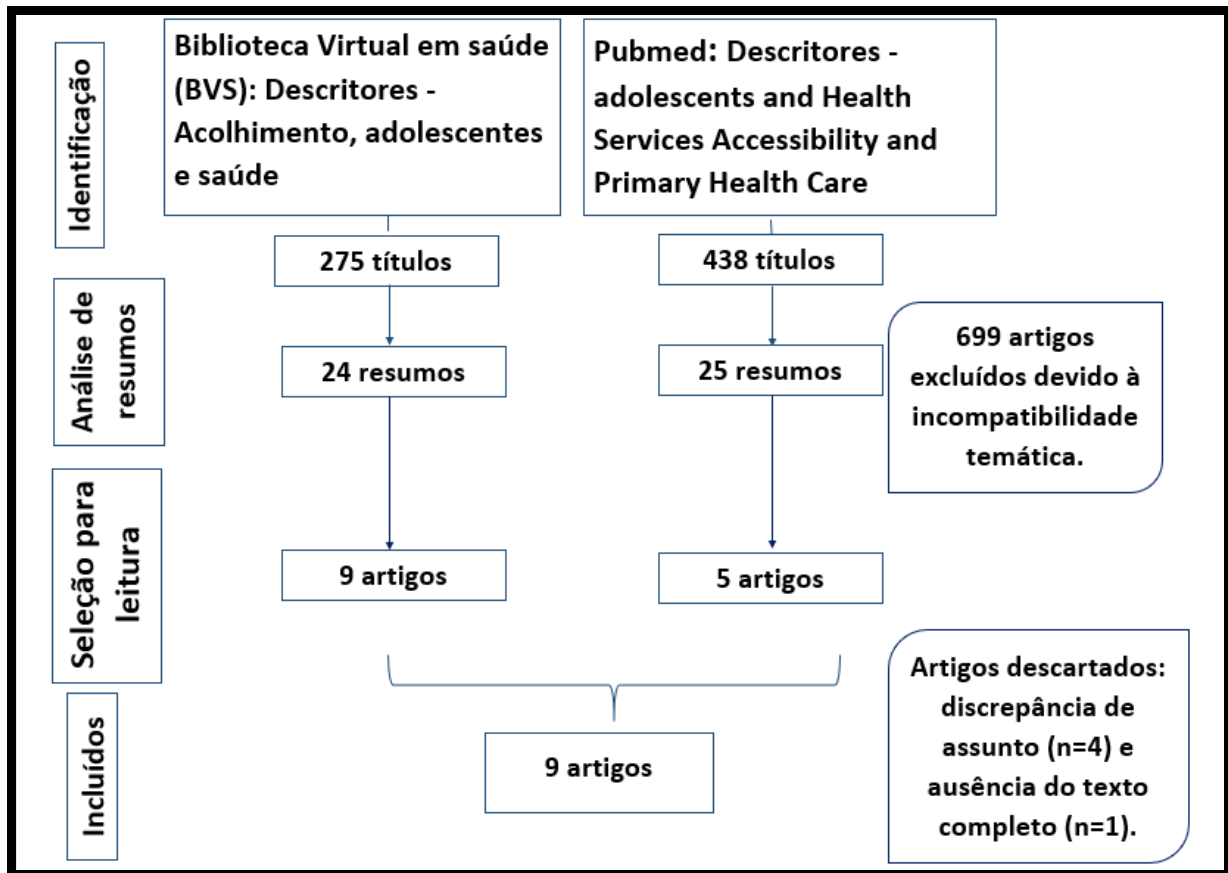 Identificação
Biblioteca Virtual em saúde
(BVS): Descritores -
Acolhimento, adolescentes
e saúde
Pubmed: Descritores -
adolescents and Health
Services Accessibility and
Primary Health Care
275 títulos
438 títulos
Análise de
resumos
24 resumos
25 resumos
699 artigos
excluídos devido à
incompatibilidade
temática.
Seleção para
leitura
9 artigos
5 artigos
Incluídos
9 artigos
Artigos descartados:
discrepância de
assunto (n=4) e
ausência do texto
completo (n=1).